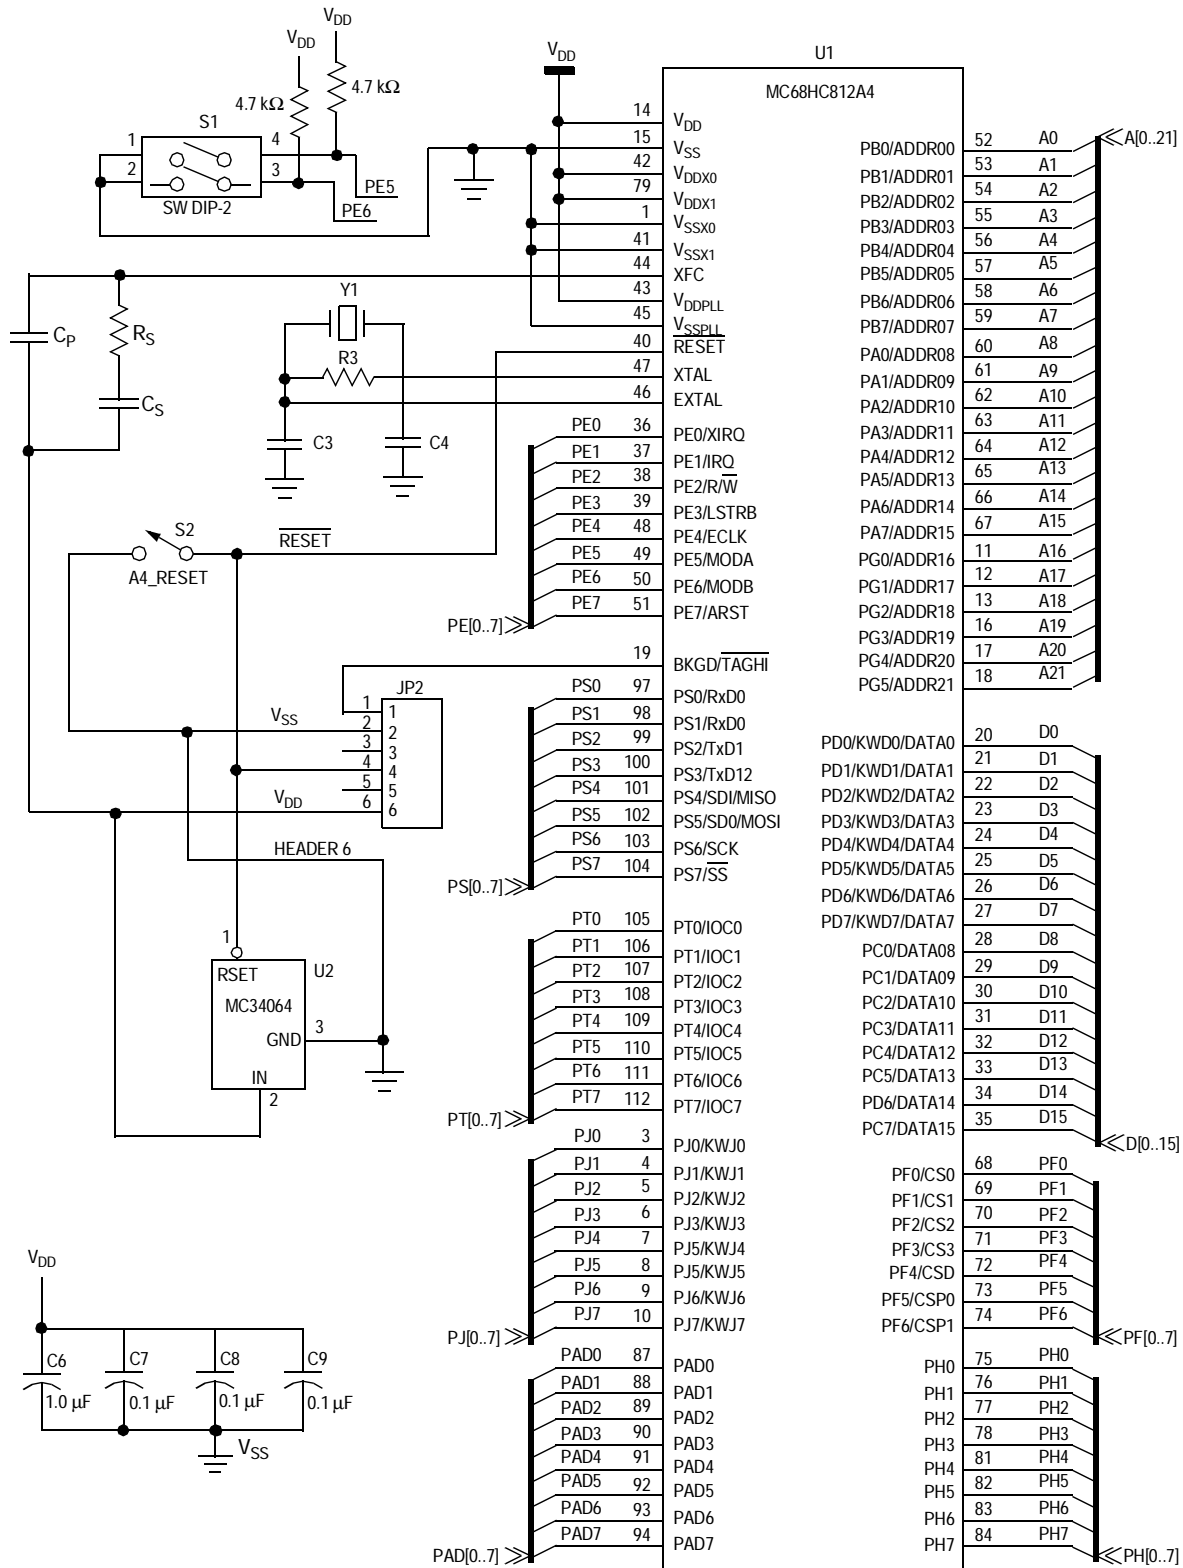 VDD
VDD
4.7 kΩ
4.7 kΩ
S1
1
2
4
3
SW DIP-2
PE5
PE6
VDD
U1
MC68HC812A4
14 VDD
15 VSS
42 VDDX0
79 VDDX1
1 VSSX0
41 VSSX1
44 XFC
43 VDDPLL
45 VSSPLL
40 RESET
47 XTAL
46 EXTAL
CP
RS
CS
Y1
R3
C3
C4
S2
A4_RESET
RESET
PE0 36 PE0/XIRQ
PE1 37 PE1/IRQ
PE2 38 PE2/R/W
PE3 39 PE3/LSTRB
PE4 48 PE4/ECLK
PE5 49 PE5/MODA
PE6 50 PE6/MODB
PE7 51 PE7/ARST
PE[0..7]
19 BKGD/TAGHI
JP2
1 1
VSS 2 2
3 3
4 4
5 5
VDD 6 6
HEADER 6
PS0 97 PS0/RxD0
PS1 98 PS1/RxD0
PS2 99 PS2/TxD1
PS3 100 PS3/TxD12
PS4 101 PS4/SDI/MISO
PS5 102 PS5/SD0/MOSI
PS6 103 PS6/SCK
PS7 104 PS7/SS
PS[0..7]
1
RSET
U2
MC34064
GND 3
IN
2
PT0 105 PT0/IOC0
PT1 106 PT1/IOC1
PT2 107 PT2/IOC2
PT3 108 PT3/IOC3
PT4 109 PT4/IOC4
PT5 110 PT5/IOC5
PT6 111 PT6/IOC6
PT7 112 PT7/IOC7
PT[0..7]
PJ0 3 PJ0/KWJ0
PJ1 4 PJ1/KWJ1
PJ2 5 PJ2/KWJ2
PJ3 6 PJ3/KWJ3
PJ4 7 PJ5/KWJ4
PJ5 8 PJ5/KWJ5
PJ6 9 PJ6/KWJ6
PJ7 10 PJ7/KWJ7
PJ[0..7]
VDD
C6
1.0 µF
C7
0.1 µF
C8
0.1 µF
C9
0.1 µF
VSS
PAD0 87 PAD0
PAD1 88 PAD1
PAD2 89 PAD2
PAD3 90 PAD3
PAD4 91 PAD4
PAD5 92 PAD5
PAD6 93 PAD6
PAD7 94 PAD7
PAD[0..7]
PB0/ADDR00 52 A0
A[0..21]
PB1/ADDR01 53 A1
PB2/ADDR02 54 A2
PB3/ADDR03 55 A3
PB4/ADDR04 56 A4
PB5/ADDR05 57 A5
PB6/ADDR06 58 A6
PB7/ADDR07 59 A7
PA0/ADDR08 60 A8
PA1/ADDR09 61 A9
PA2/ADDR10 62 A10
PA3/ADDR11 63 A11
PA4/ADDR12 64 A12
PA5/ADDR13 65 A13
PA6/ADDR14 66 A14
PA7/ADDR15 67 A15
PG0/ADDR16 11 A16
PG1/ADDR17 12 A17
PG2/ADDR18 13 A18
PG3/ADDR19 16 A19
PG4/ADDR20 17 A20
PG5/ADDR21 18 A21
PD0/KWD0/DATA0 20 D0
PD1/KWD1/DATA1 21 D1
PD2/KWD2/DATA2 22 D2
PD3/KWD3/DATA3 23 D3
PD4/KWD4/DATA4 24 D4
PD5/KWD5/DATA5 25 D5
PD6/KWD6/DATA6 26 D6
PD7/KWD7/DATA7 27 D7
PC0/DATA08 28 D8
PC1/DATA09 29 D9
PC2/DATA10 30 D10
PC3/DATA11 31 D11
PC4/DATA12 32 D12
PC5/DATA13 33 D13
PD6/DATA14 34 D14
PC7/DATA15 35 D15
D[0..15]
PF0/CS0 68 PF0
PF1/CS1 69 PF1
PF2/CS2 70 PF2
PF3/CS3 71 PF3
PF4/CSD 72 PF4
PF5/CSP0 73 PF5
PF6/CSP1 74 PF6
PF[0..7]
PH0 75 PH0
PH1 76 PH1
PH2 77 PH2
PH3 78 PH3
PH4 81 PH4
PH5 82 PH5
PH6 83 PH6
PH7 84 PH7
PH[0..7]